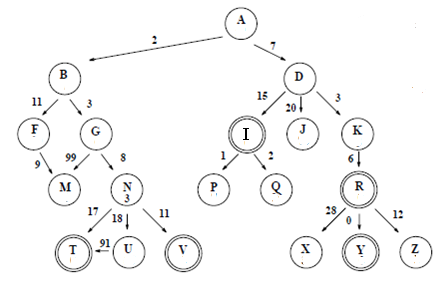 A
2 7
B D
11 3 15 20 3
F G I J K
9 99 8 1 2 6
M N P Q R
3
17 18 11 28 0 12
T 91 U V X Y Z